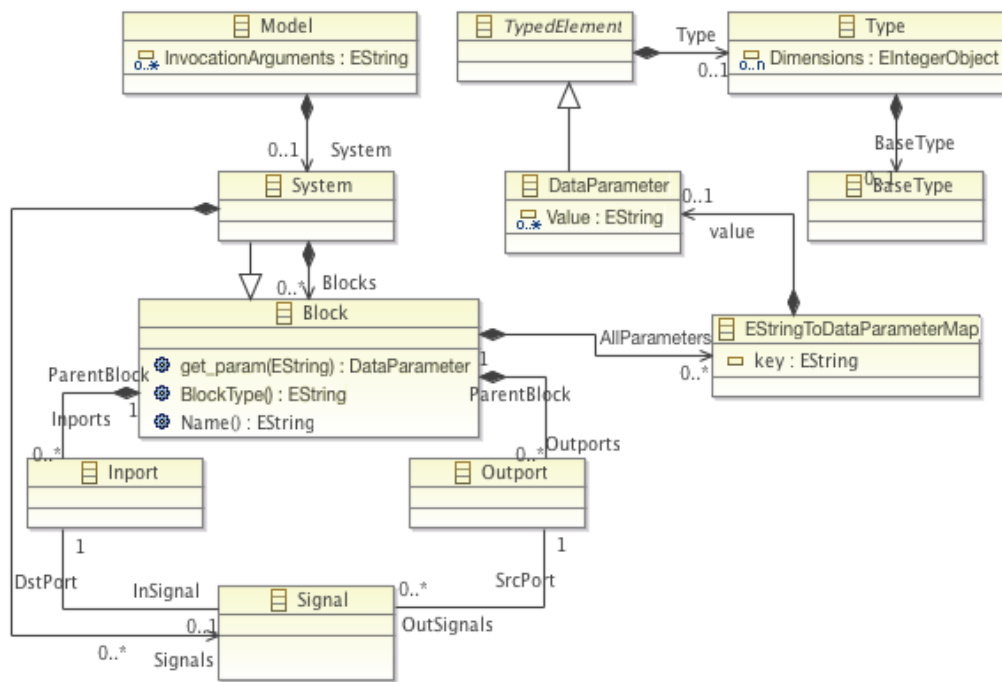 Model
InvocationArguments : EString
0..*
TypedElement
Type
0..1
Type
Dimensions : EIntegerObject
0..n
0..1
System
BaseType
0..1
System
DataParameter
Value : EString
0..*
0..1
value
BaseType
0..*
Blocks
Block
get_param(EString) : DataParameter
BlockType() : EString
Name() : EString
1
AllParameters
0..*
EStringToDataParameterMap
key : EString
ParentBlock
1
Inports
0..*
ParentBlock
Outports
0..*
Inport
Outport
1
DstPort
InSignal
0..1
1
SrcPort
0..*
OutSignals
Signal
0..*
Signals